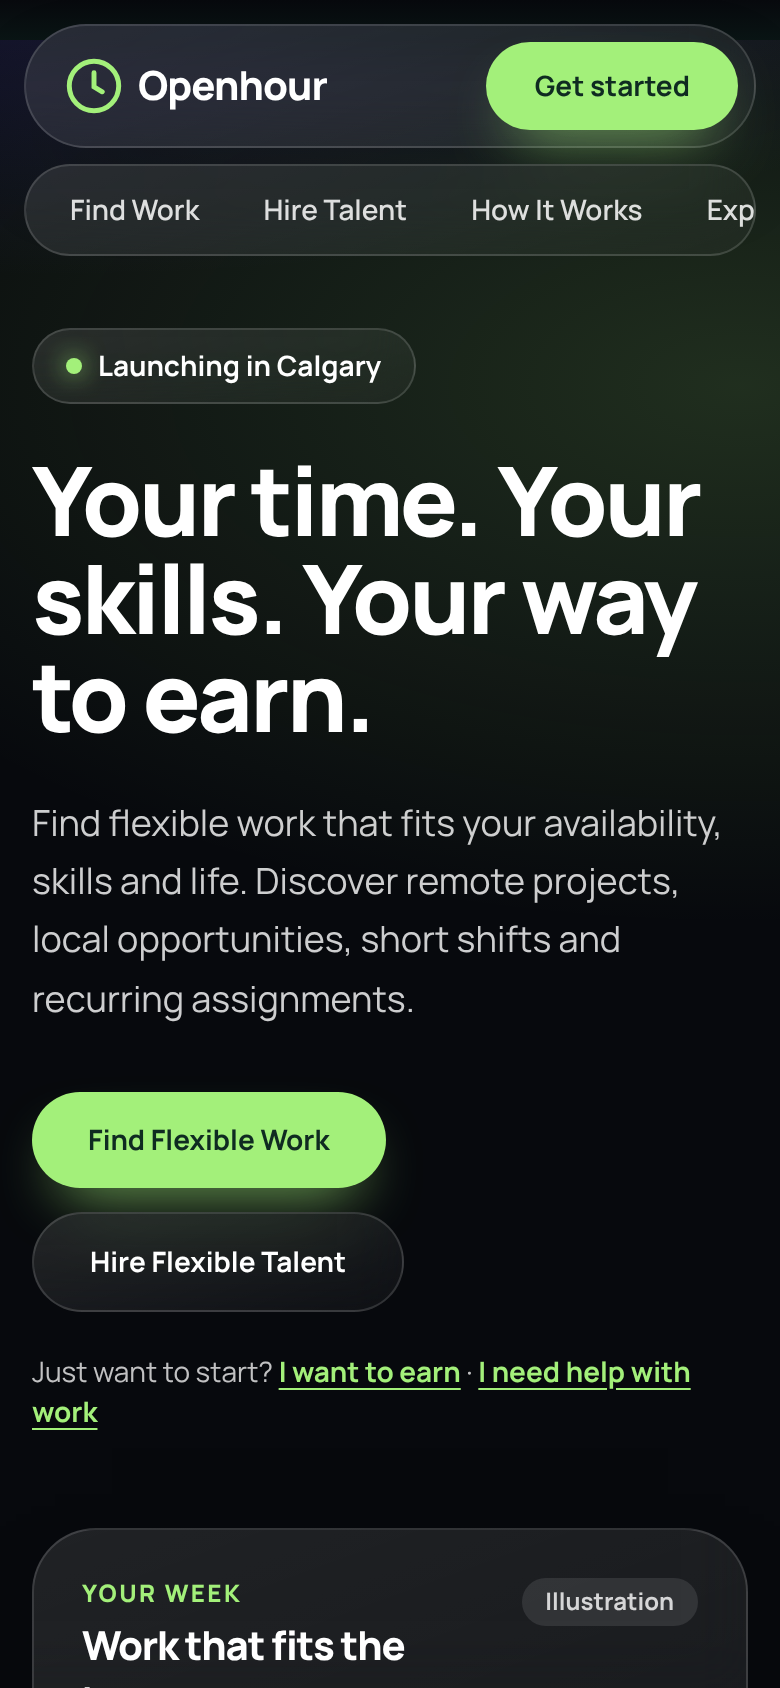 Openhour
Get started
Find Work
Hire Talent
How It Works
Exp
Launching in Calgary
Your time. Your
skills. Your way
to earn.
Find flexible work that fits your availability,
skills and life. Discover remote projects,
local opportunities, short shifts and
recurring assignments.
Find Flexible Work
Hire Flexible Talent
Just want to start? I want to earn · I need help with
work
YOUR WEEK
Illustration
Work that fits the